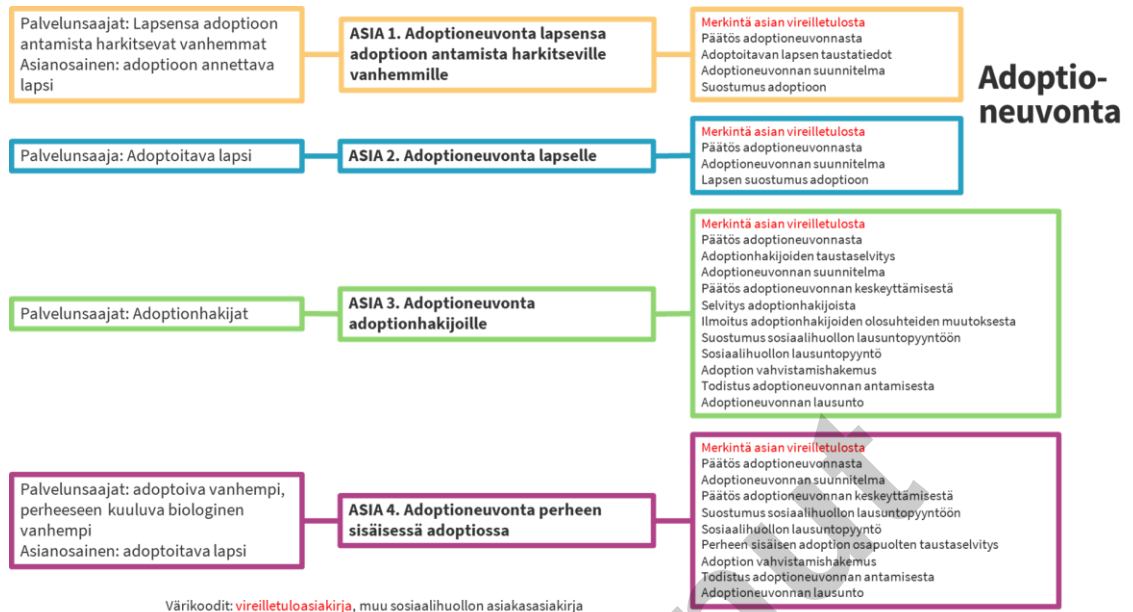 Palvelunsaajat: Lapsensa adoptioon
antamista harkitsevat vanhemmat
Asianosainen: adoptioon annettava
lapsi
ASIA 1. Adoptioneuvonta lapsensa
adoptioon antamista harkitseville
vanhemmille
Merkintä asian vireilletulosta
Päätös adoptioneuvonnasta
Adoptoitavan lapsen taustatiedot
Adoptioneuvonnan suunnitelma
Suostumus adoptioon
Adoptio-
neuvonta
Palvelunsaaja: Adoptoitava lapsi
ASIA 2. Adoptioneuvonta lapselle
Merkintä asian vireilletulosta
Päätös adoptioneuvonnasta
Adoptioneuvonnan suunnitelma
Lapsen suostumus adoptioon
Palvelunsaajat: Adoptionhakijat
ASIA 3. Adoptioneuvonta
adoptionhakijoille
Merkintä asian vireilletulosta
Päätös adoptioneuvonnasta
Adoptionhakijoiden taustaselvitys
Adoptioneuvonnan suunnitelma
Päätös adoptioneuvonnan keskeyttämisestä
Selvitys adoptionhakijoista
Ilmoitus adoptionhakijoiden olosuhteiden muutoksesta
Suostumus sosiaalihuollon lausuntopyyntöön
Sosiaalihuollon lausuntopyyntö
Adoption vahvistamishakemus
Todistus adoptioneuvonnan antamisesta
Adoptioneuvonnan lausunto
Palvelunsaajat: adoptoiva vanhempi,
perheeseen kuuluva biologinen
vanhempi
Asianosainen: adoptoitava lapsi
ASIA 4. Adoptioneuvonta perheen
sisäisessä adoptiossa
Merkintä asian vireilletulosta
Päätös adoptioneuvonnasta
Adoptioneuvonnan suunnitelma
Päätös adoptioneuvonnan keskeyttämisestä
Suostumus sosiaalihuollon lausuntopyyntöön
Sosiaalihuollon lausuntopyyntö
Perheen sisäisen adoption osapuolten taustaselvitys
Adoption vahvistamishakemus
Todistus adoptioneuvonnan antamisesta
Adoptioneuvonnan lausunto
Värikoodit: vireilletuloasiakirja, muu sosiaalihuollon asiakasasiakirja